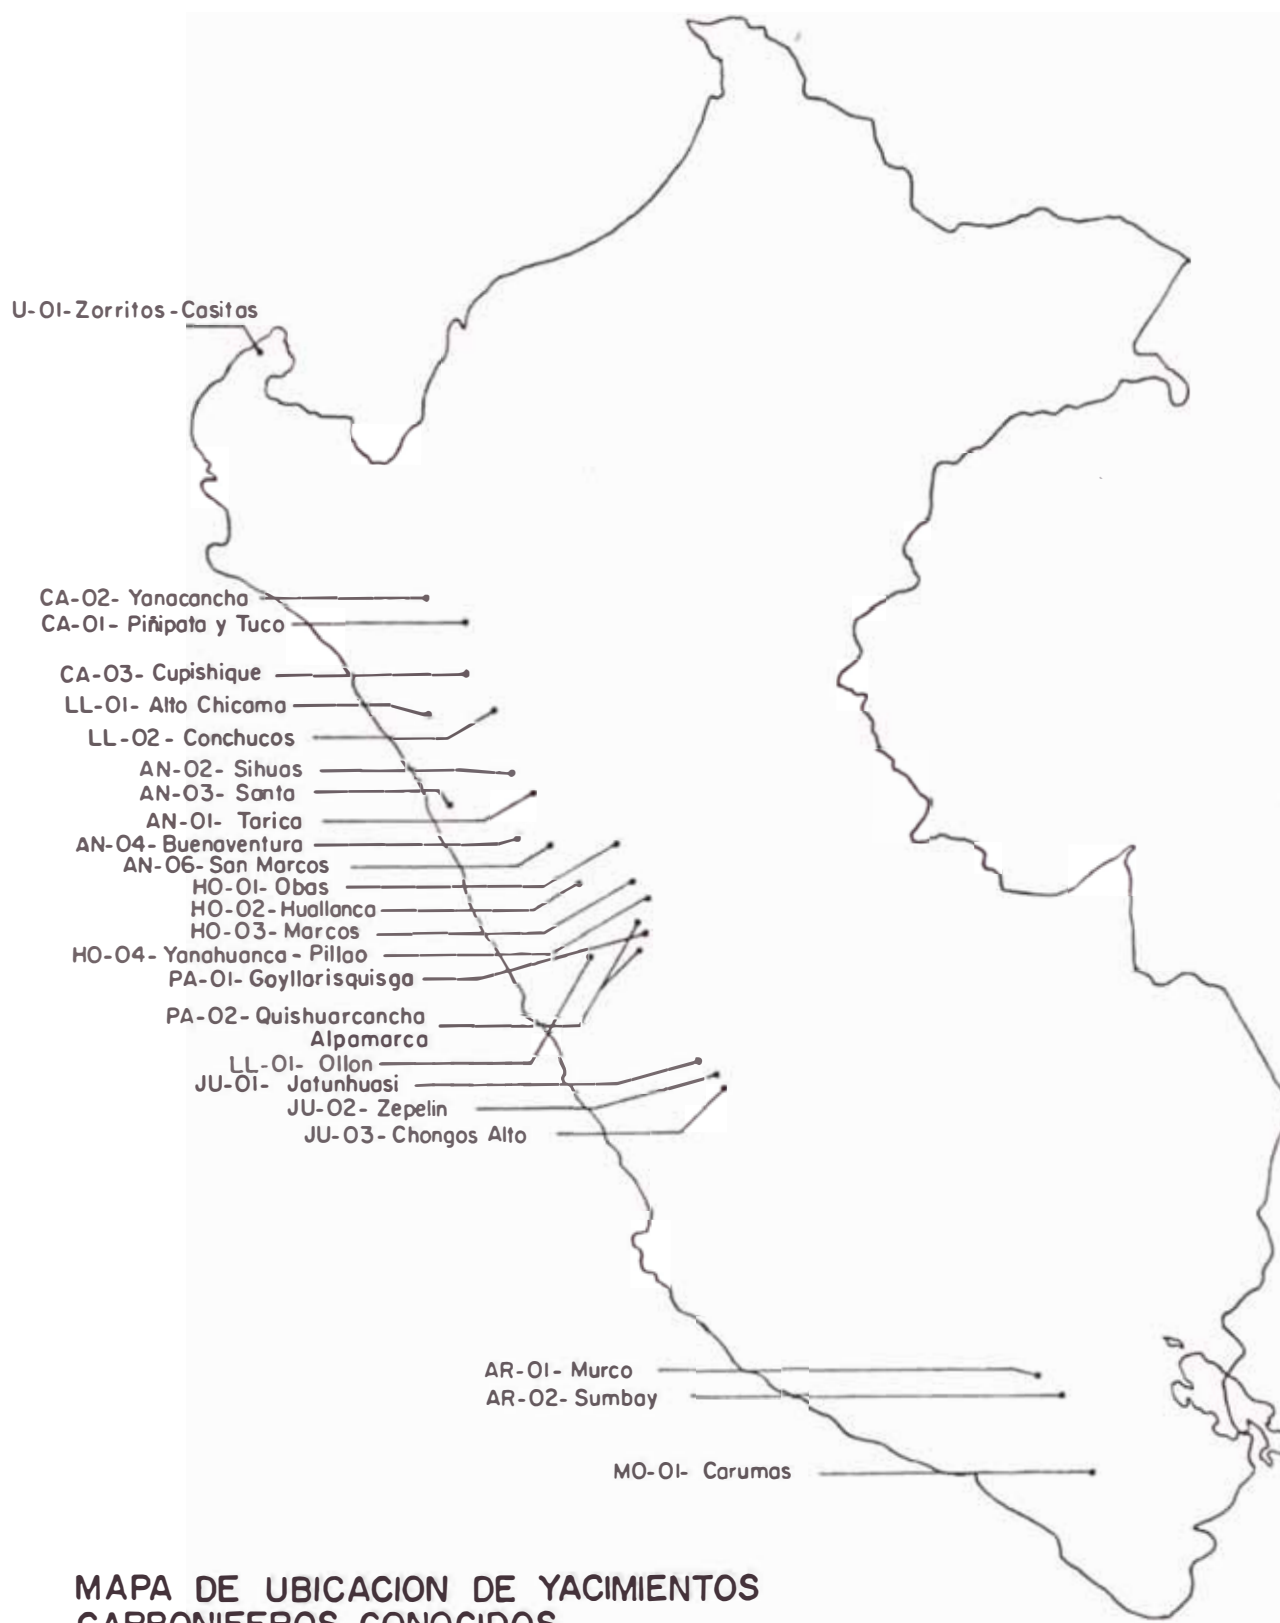 U-01-Zorritos-Casitas
CA-02- Yanacancha
CA-01- Piñipata y Tuco
CA-03- Cupishique
LL-01- Alto Chicama
LL-02- Conchucos
AN-02- Sihuas
AN-03- Santa
AN-01- Tarica
AN-04-Buenaventura
AN-06-San Marcos
HO-01-Obas
HO-02-Huallanca
HO-03-Marcos
HO-04-Yanahuanca-Pillao
PA-01-Goyllarisquisga
PA-02-Quishuarcancha
Alpamarca
LL-01- Ollon
JU-01- Jatunhuasi
JU-02- Zepelin
JU-03-Chongos Alto
AR-01-Murco
AR-02-Sumbay
MO-01- Carumas
MAPA DE UBICACION DE YACIMIENTOS
CARBONIFEROS CONOCIDOS